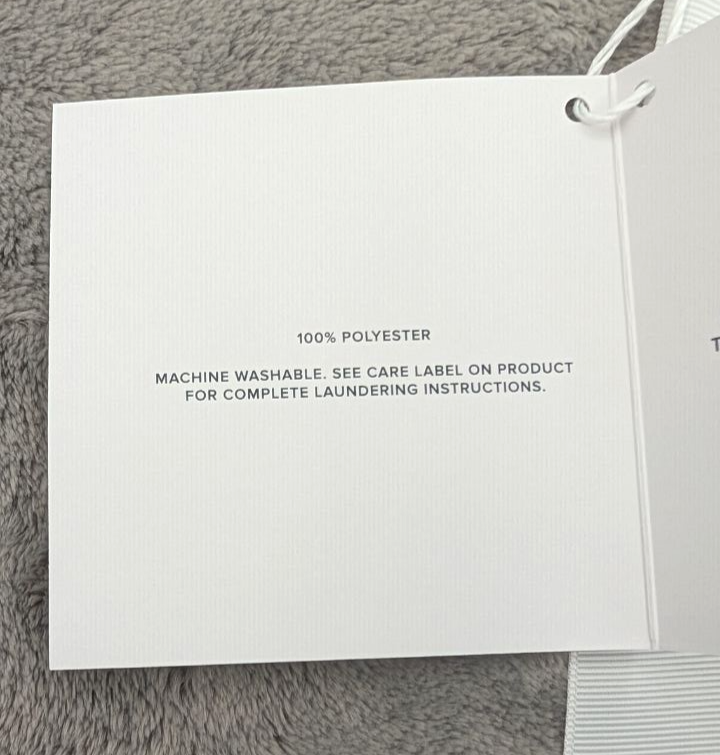 100% POLYESTER
MACHINE WASHABLE. SEE CARE LABEL ON PRODUCT
FOR COMPLETE LAUNDERING INSTRUCTIONS.
T